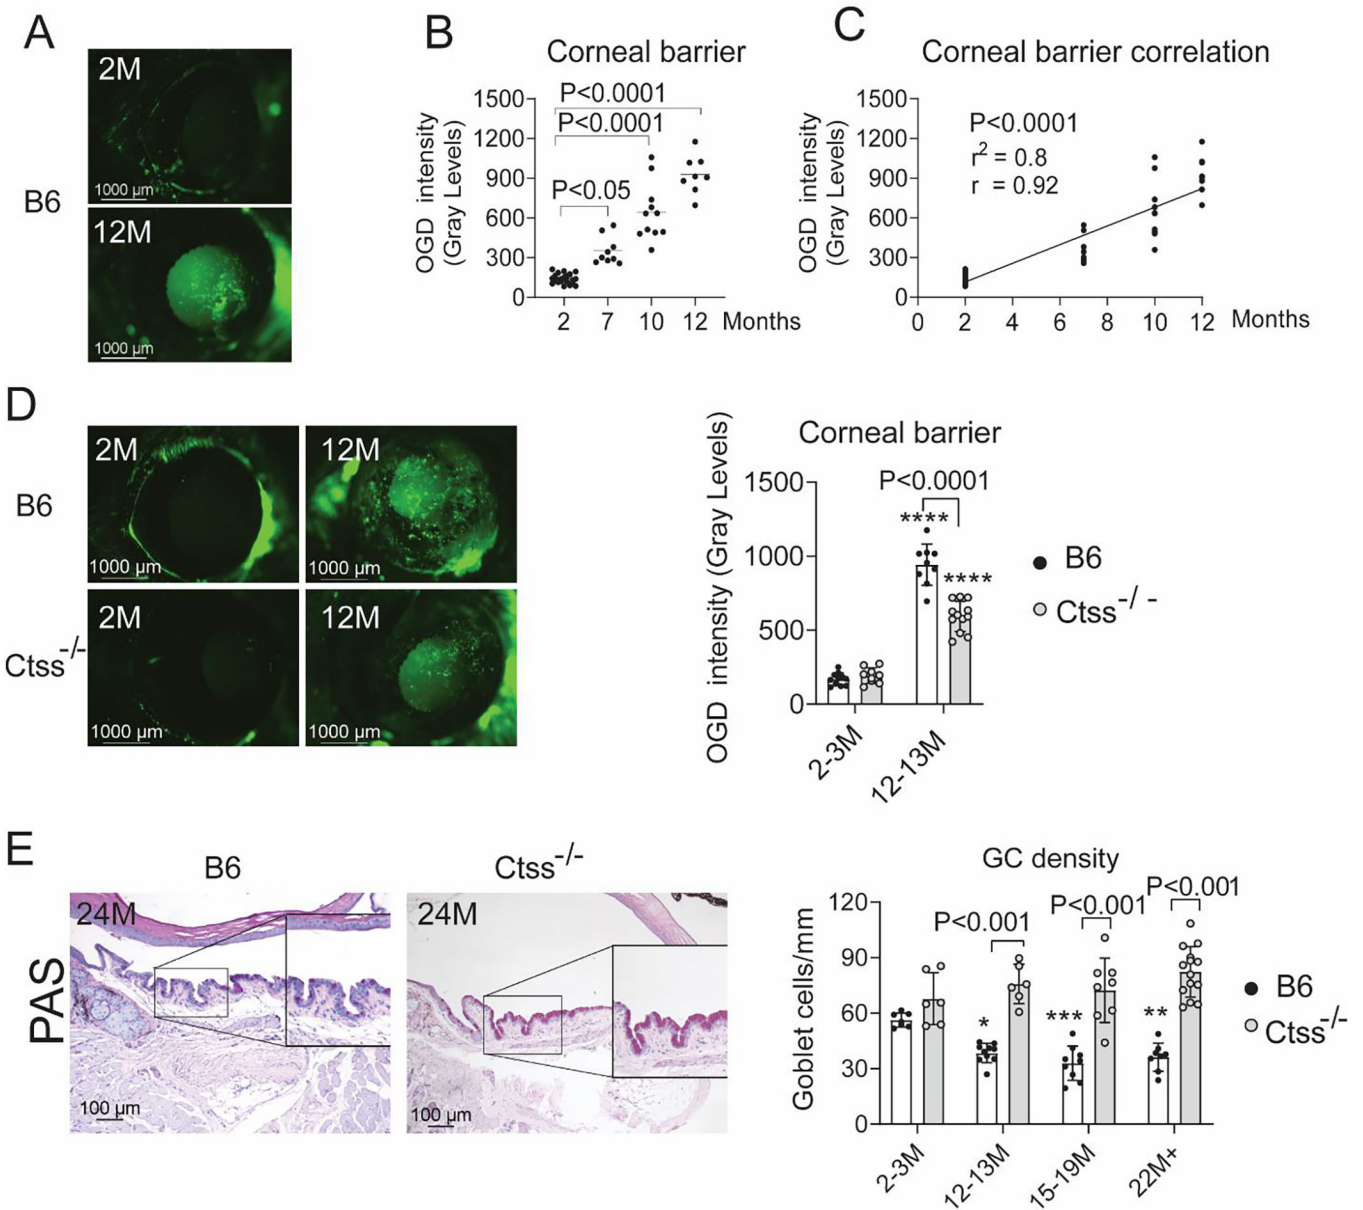 A
2M
1000 µm
B6
12M
1000 µm
B
Corneal barrier
OGD intensity
(Gray Levels)
1500
1200
900
600
300
0
P<0.0001
P<0.0001
P<0.05
2 7 10 12 Months
C
Corneal barrier correlation
OGD intensity
(Gray Levels)
1500
1200
900
600
300
0
P<0.0001
r2 = 0.8
r = 0.92
0 2 4 6 8 10 12 Months
D
B6
2M
1000 µm
12M
1000 µm
Ctss-/-
2M
1000 µm
12M
1000 µm
Corneal barrier
OGD intensity (Gray Levels)
1500
1000
500
0
P<0.0001
****
****
2-3M
12-13M
B6
Ctss-/ -
E
PAS
B6
24M
100 µm
Ctss-/-
24M
100 µm
GC density
Goblet cells/mm
120
90
60
30
0
P<0.001
P<0.001
P<0.001
*
***
**
2-3M
12-13M
15-19M
22M+
B6
Ctss-/-